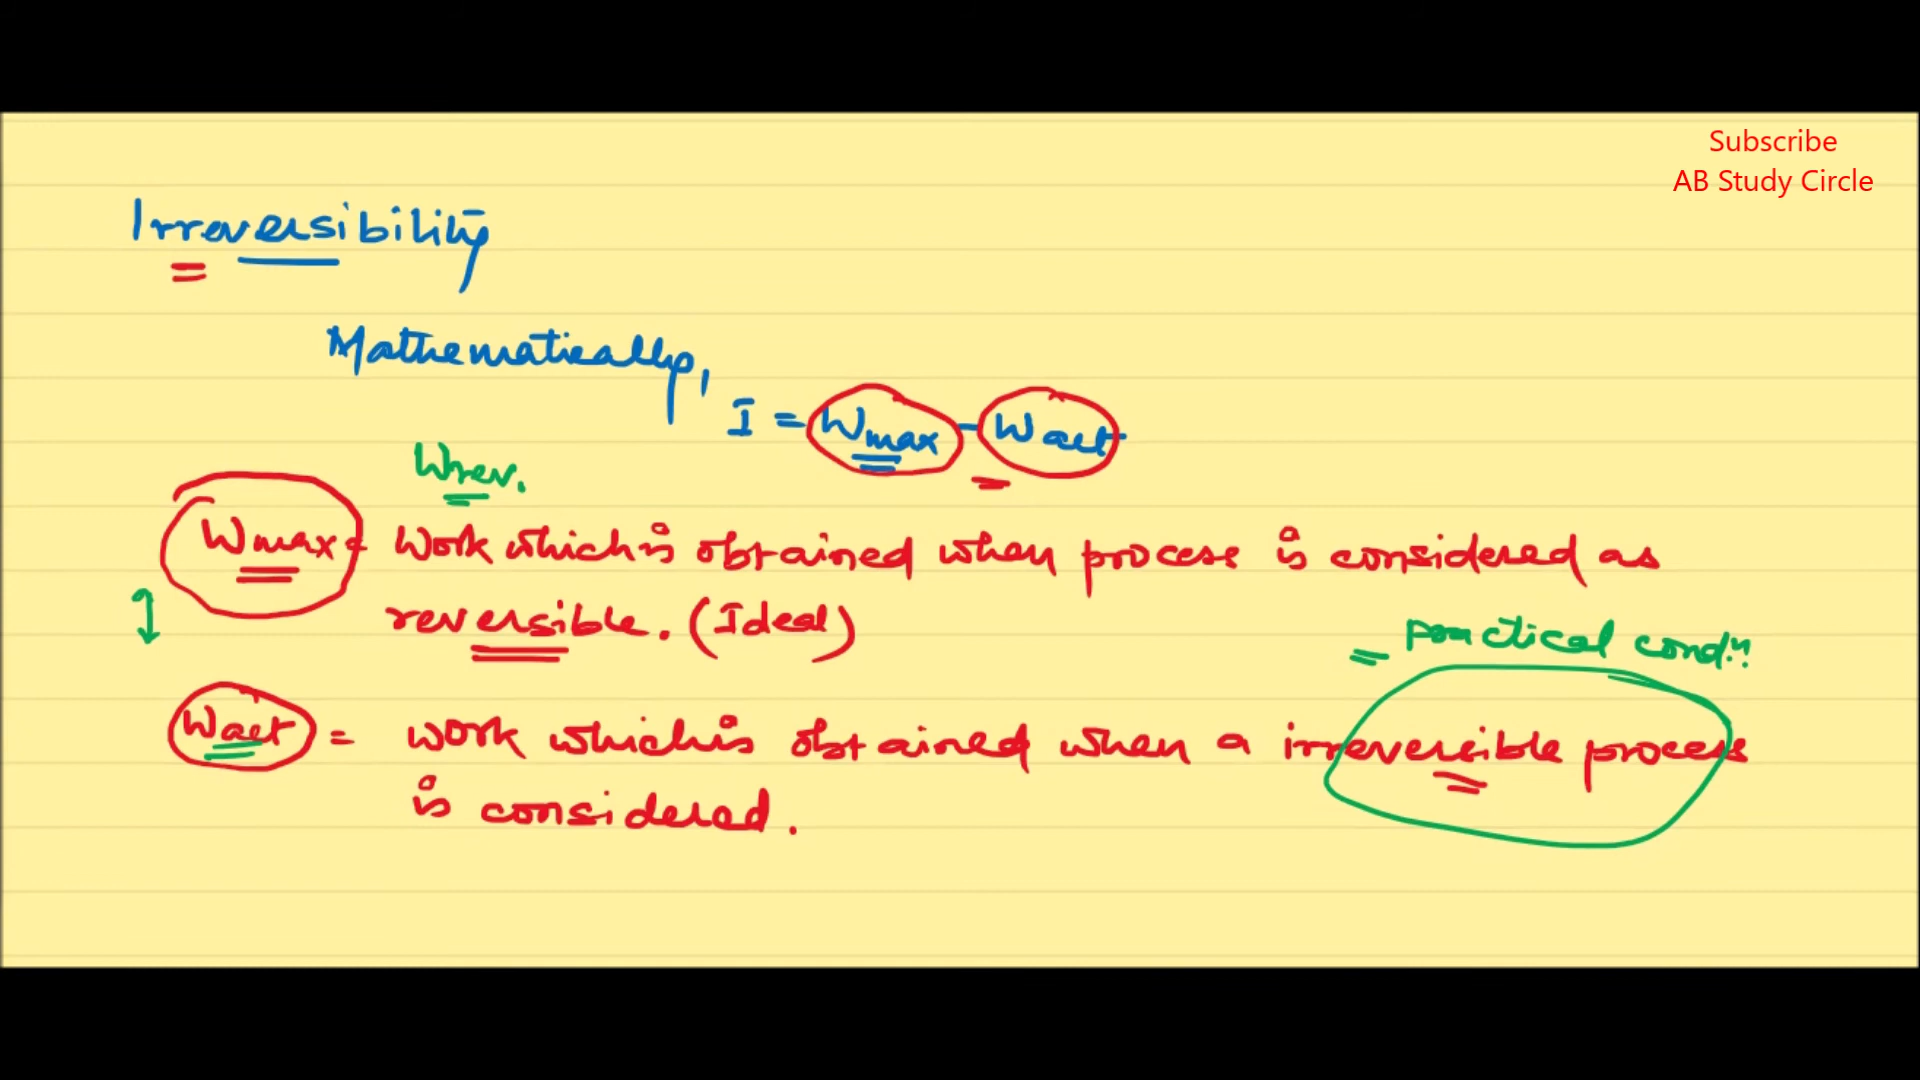 Subscribe
AB Study Circle
Irreversibility
Mathematically,
I = Wmax - Wact
Wrev.
Wmax = Work which is obtained when process is considered as
reversible. (Ideal)
= practical cond.n
Wact = work which is obtained when a irreversible process
is considered.